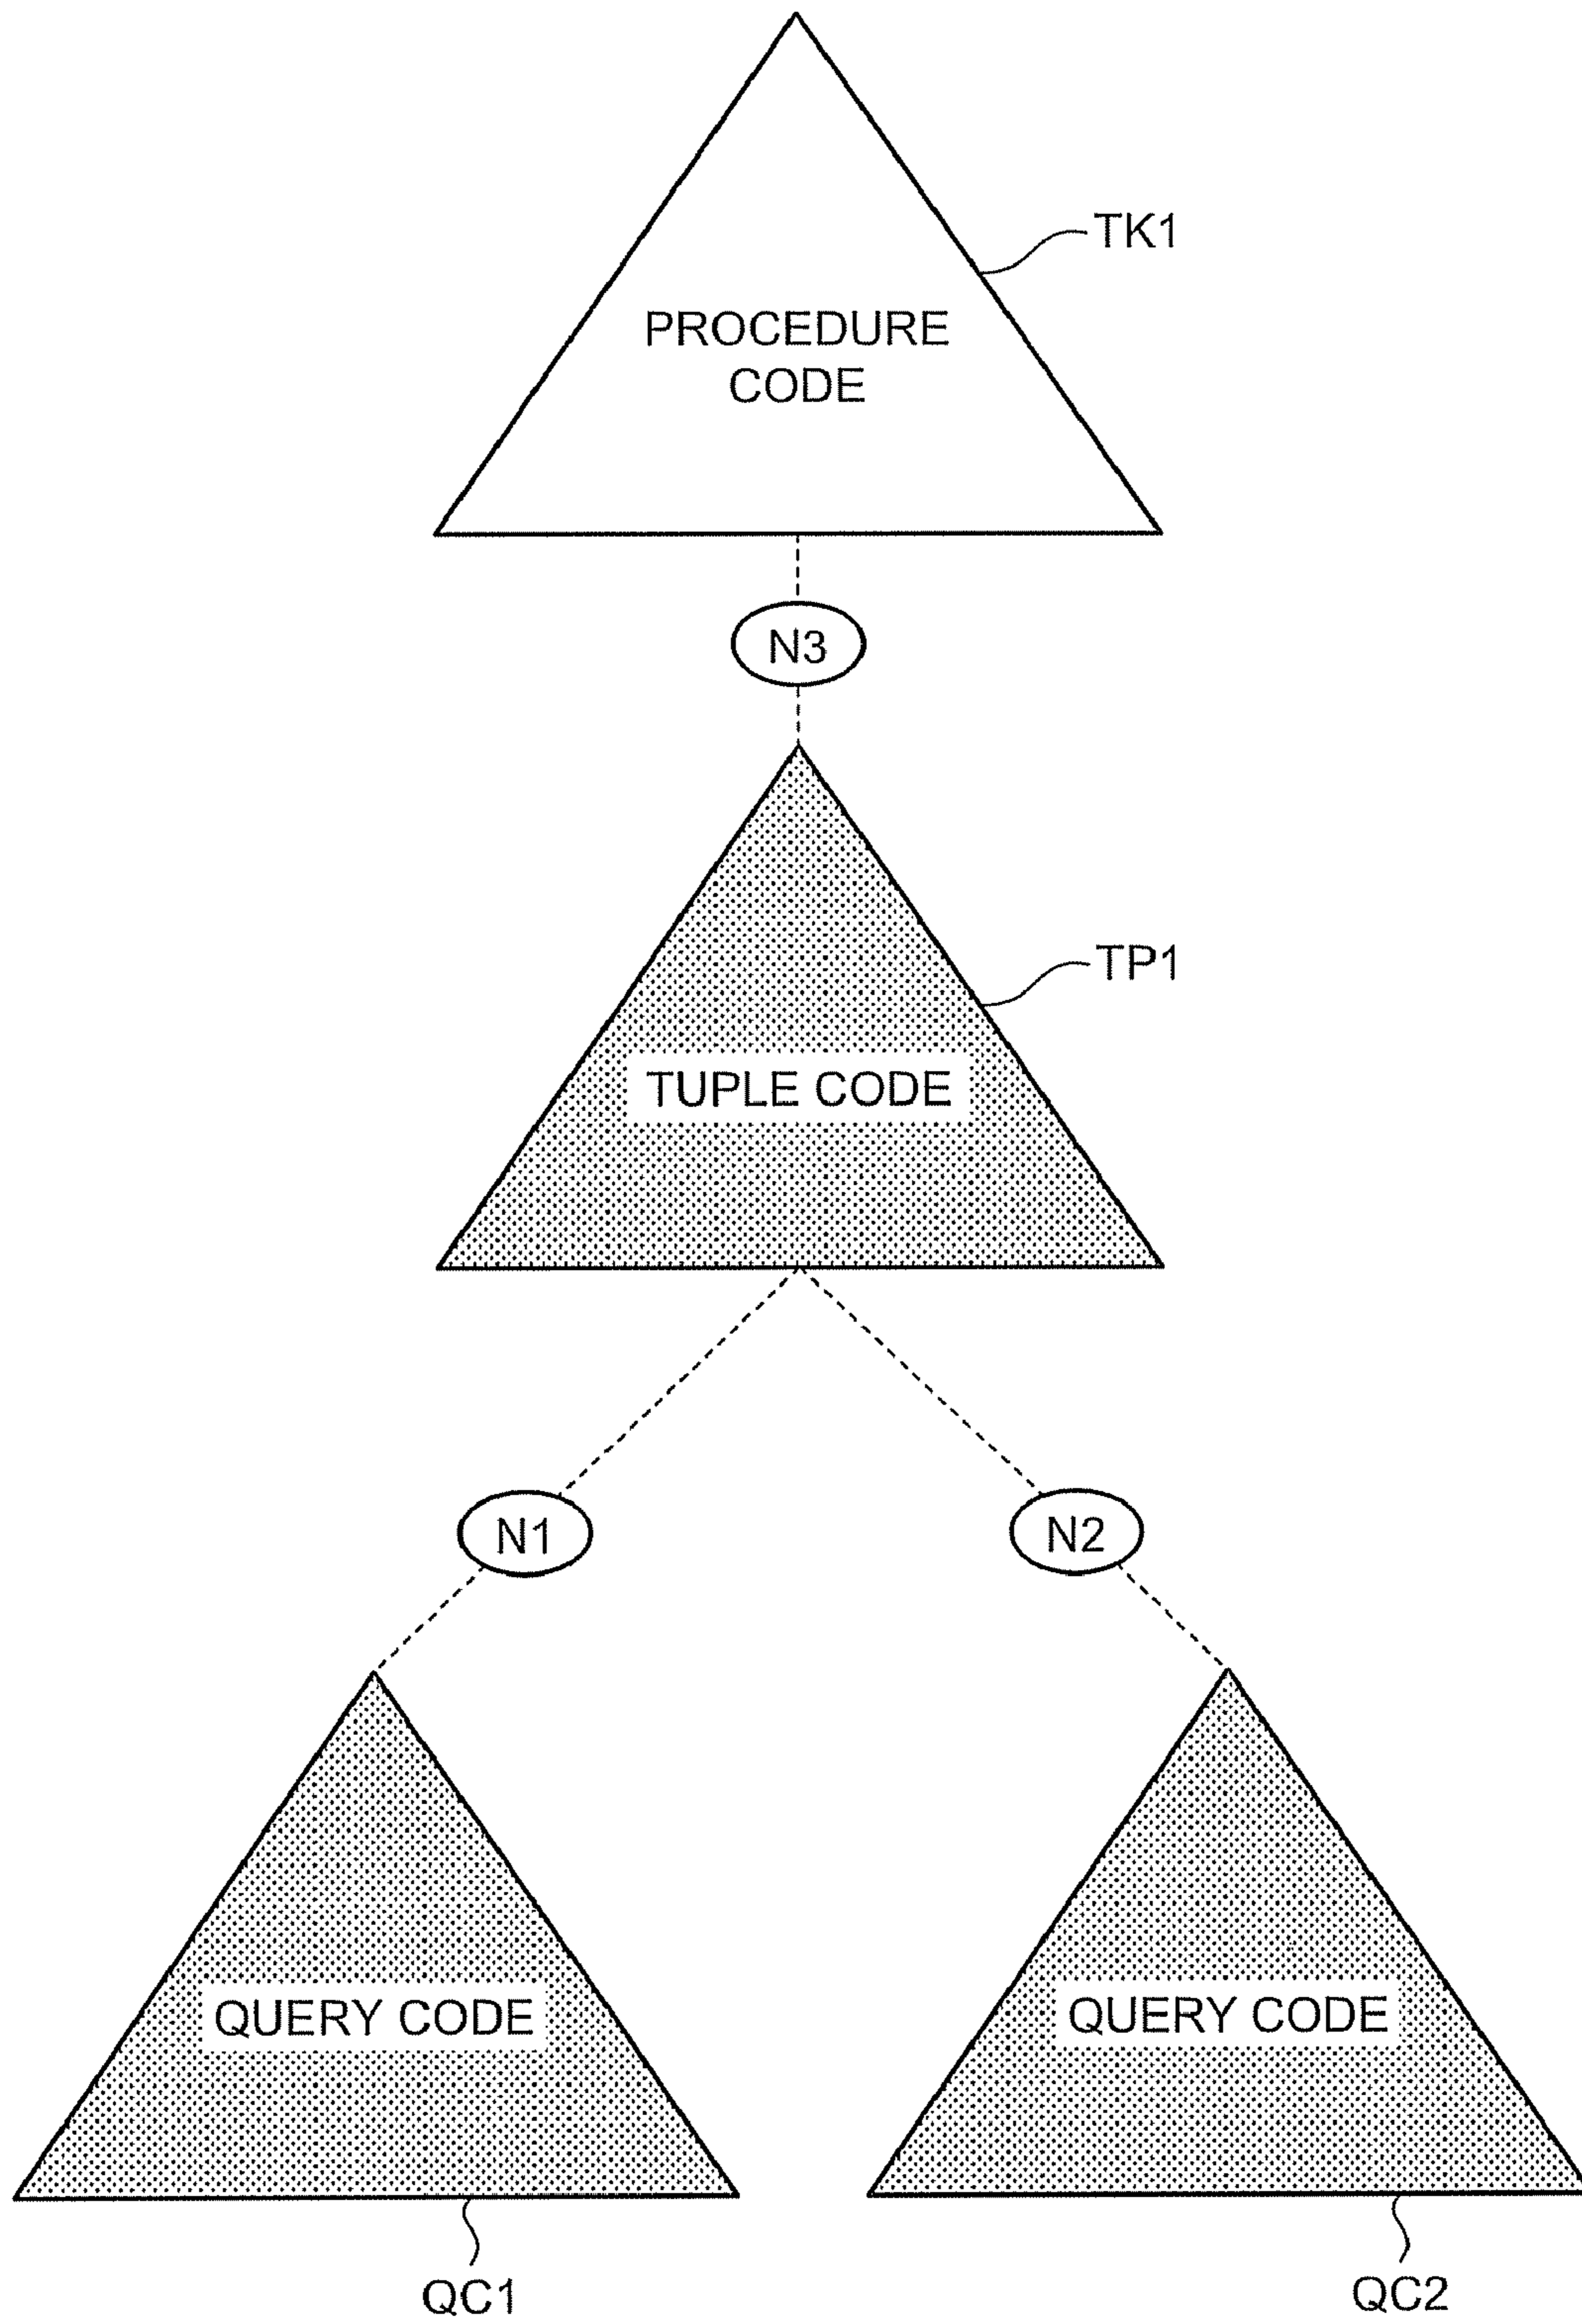 TK1
PROCEDURE
CODE
N3
TP1
TUPLE CODE
N1
N2
QUERY CODE
QUERY CODE
QC1
QC2